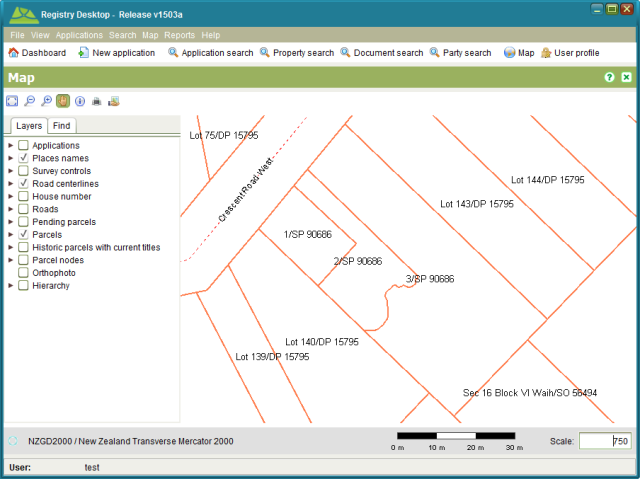 Registry Desktop - Release v1503a
File View Applications Search Map Reports Help
Dashboard New application Application search Property search Document search Party search Map User profile
Map
Layers Find
Applications
Places names
Survey controls
Road centerlines
House number
Roads
Pending parcels
Parcels
Historic parcels with current titles
Parcel nodes
Orthophoto
Hierarchy
Lot 75/DP 15795
Crescent Road West
Lot 144/DP 15795
Lot 143/DP 15795
1/SP 90686
2/SP 90686
3/SP 90686
Lot 140/DP 15795
Lot 139/DP 15795
Sec 16 Block VI Waih/SO 56494
NZGD2000 / New Zealand Transverse Mercator 2000
0 m 10 m 20 m 30 m
Scale: 750
User: test